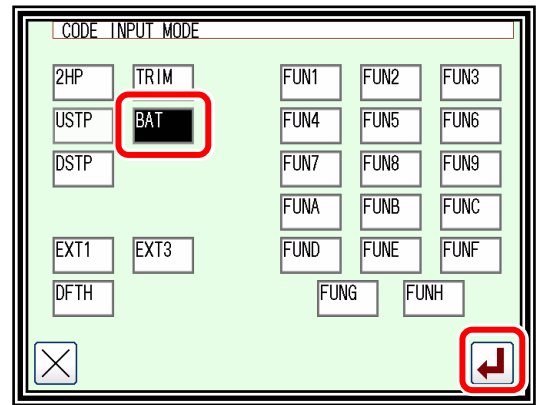 CODE INPUT MODE
2HP TRIM FUN1 FUN2 FUN3
USTP BAT FUN4 FUN5 FUN6
DSTP FUN7 FUN8 FUN9
FUNA FUNB FUNC
EXT1 EXT3 FUND FUNE FUNF
DFTH FUNG FUNH